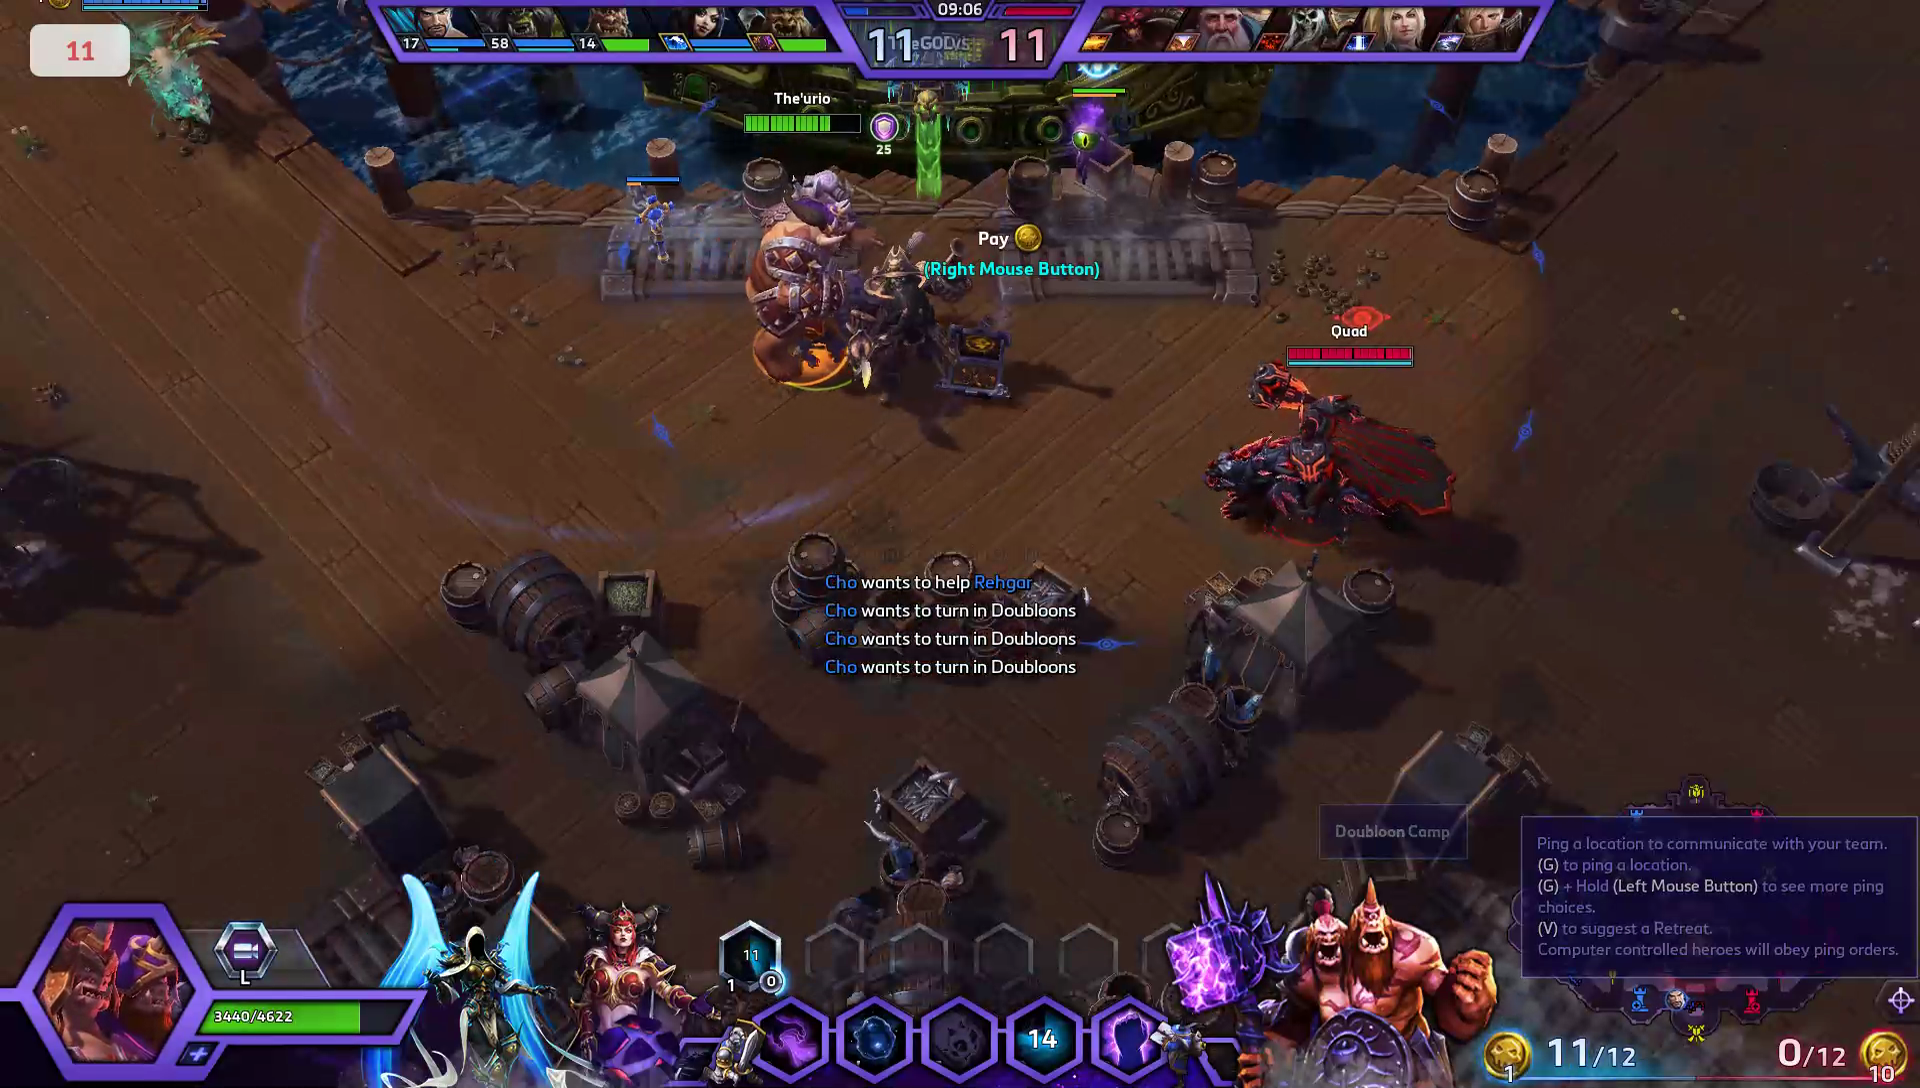 11
17
58
14
11
09:06
11
The'urio
25
Pay
(Right Mouse Button)
Quad
Cho wants to help Rehgar
Cho wants to turn in Doubloons
Cho wants to turn in Doubloons
Cho wants to turn in Doubloons
Doubloon Camp
Ping a location to communicate with your team.
(G) to ping a location.
(G) + Hold (Left Mouse Button) to see more ping
choices.
(V) to suggest a Retreat.
Computer controlled heroes will obey ping orders.
L
3440/4622
11
1
0
14
11/12
1
0/12
10